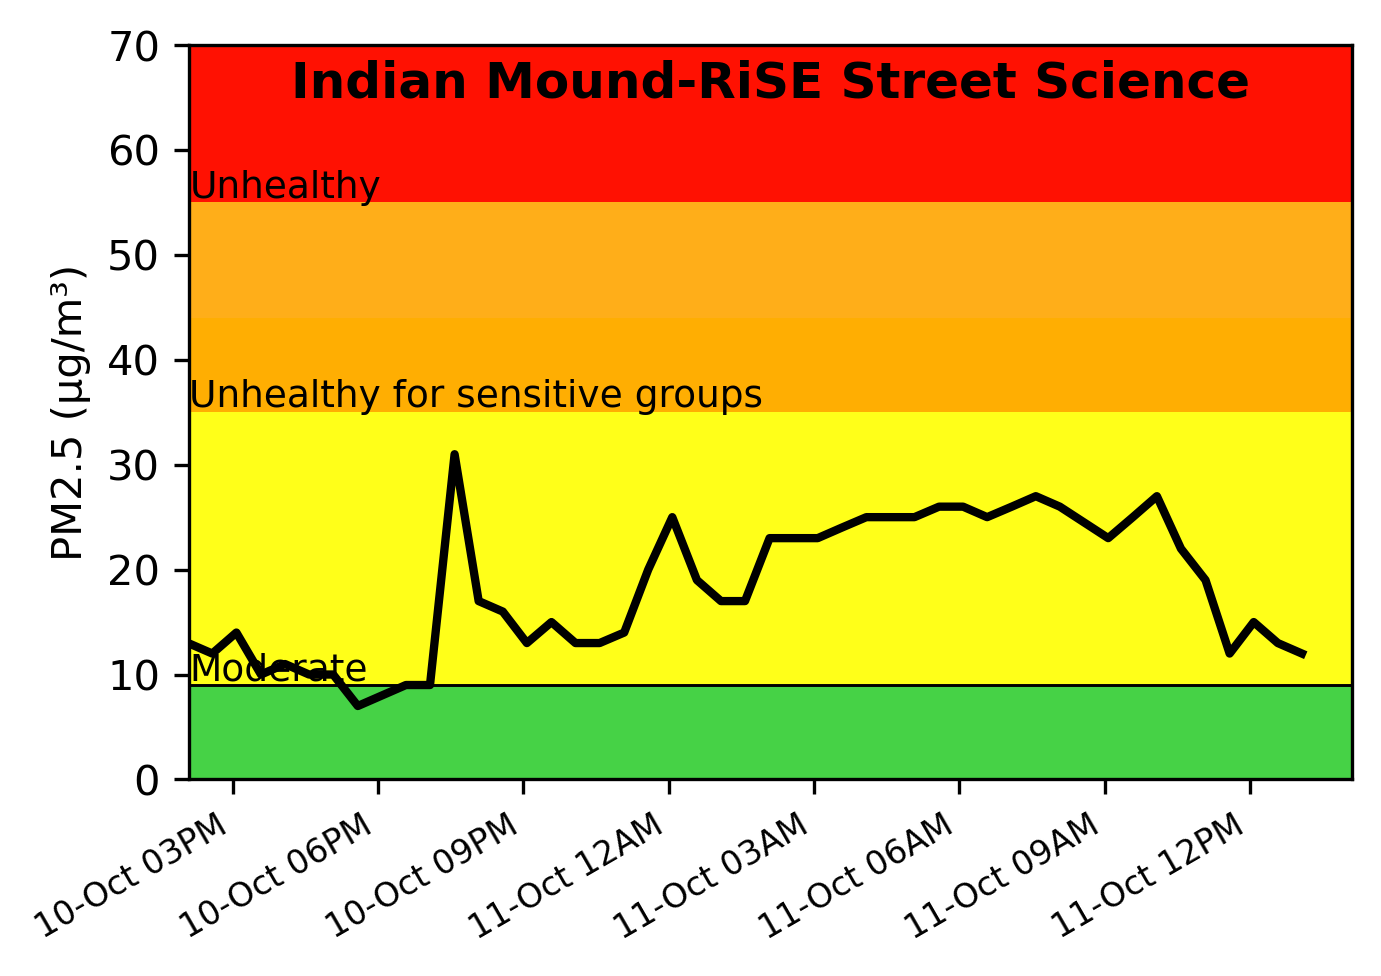 Indian Mound-RiSE Street Science
70
60
50
40
30
20
10
0
PM2.5 (µg/m³)
Unhealthy
Unhealthy for sensitive groups
Moderate
10-Oct 03PM
10-Oct 06PM
10-Oct 09PM
11-Oct 12AM
11-Oct 03AM
11-Oct 06AM
11-Oct 09AM
11-Oct 12PM